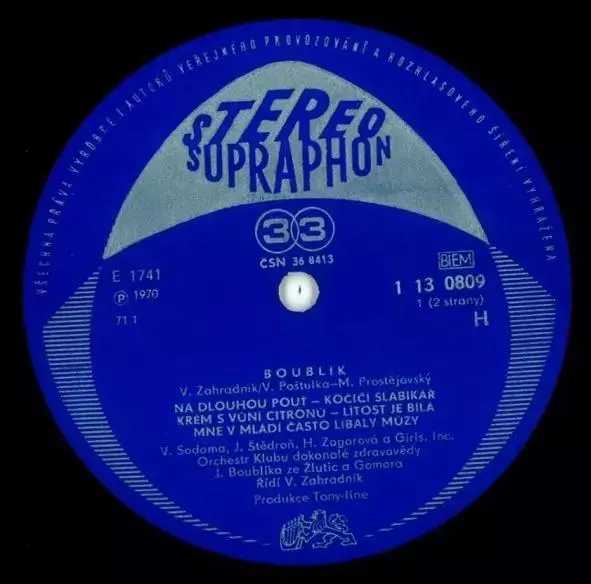 VŠECHNA PRÁVA VÝROBCE I AUTORŮ VEŘEJNÉHO PROVOZOVÁNÍ A ROZHLASOVÉHO ŠÍŘENÍ VYHRAŽENA
STEREO
SUPRAPHON
33
ČSN 36 8413
E 1741
Ⓟ 1970
71 1
BIEM
1 13 0809
1 (2 strany)
H
BOUBLÍK
V. Zahradník/V. Poštulka—M. Prostějovský
NA DLOUHOU POUŤ – KOČIČÍ SLABIKÁŘ
KRÉM S VŮNÍ CITRONŮ – LÍTOST JE BÍLÁ
MNE V MLÁDÍ ČASTO LÍBALY MÚZY
V. Sodoma, J. Štědroň, H. Zagorová a Girls, Inc.
Orchestr Klubu dokonalé zdravovědy
J. Boublíka ze Žlutic a Gomora
Řídí V. Zahradník
Produkce Tony-line